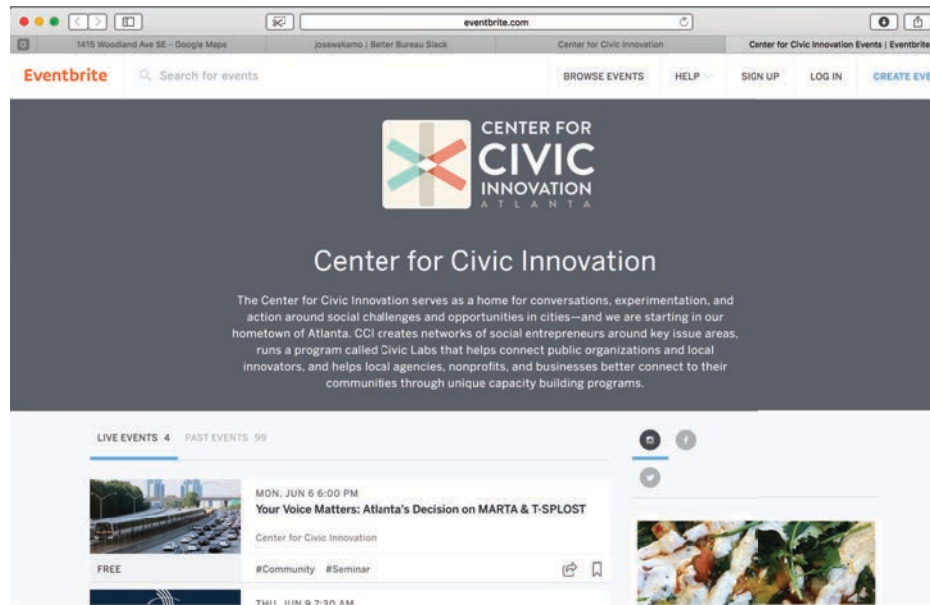 eventbrite.com
1415 Woodland Ave SE - Google Maps
josswakamo | Better Bureau Slack
Center for Civic Innovation
Center for Civic Innovation Events | Eventbrite
Eventbrite
Search for events
BROWSE EVENTS
HELP
SIGN UP
LOG IN
CREATE EVE
CENTER FOR
CIVIC
INNOVATION
ATLANTA
Center for Civic Innovation
The Center for Civic Innovation serves as a home for conversations, experimentation, and
action around social challenges and opportunities in cities—and we are starting in our
hometown of Atlanta. CCI creates networks of social entrepreneurs around key issue areas,
runs a program called Civic Labs that helps connect public organizations and local
innovators, and helps local agencies, nonprofits, and businesses better connect to their
communities through unique capacity building programs.
LIVE EVENTS 4
PAST EVENTS 99
MON, JUN 6 6:00 PM
Your Voice Matters: Atlanta's Decision on MARTA & T-SPLOST
Center for Civic Innovation
FREE
#Community #Seminar
THU, JUN 9 7:30 AM